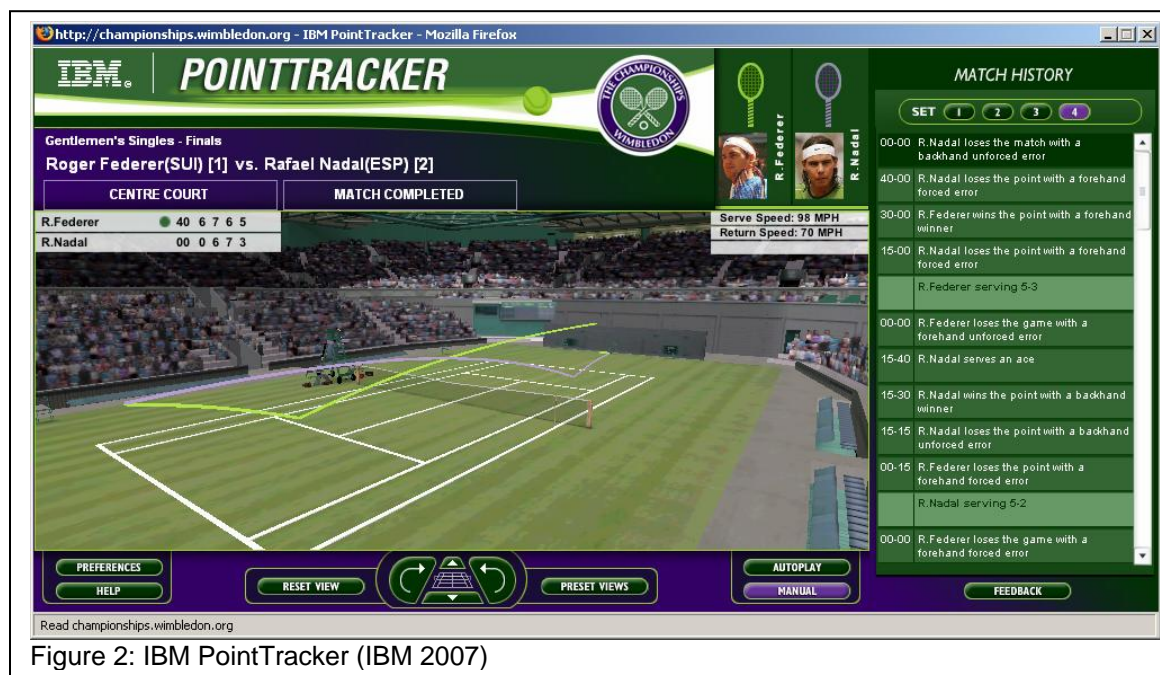 http://championships.wimbledon.org - IBM PointTracker - Mozilla Firefox
IBM® POINTTRACKER
THE CHAMPIONSHIPS
WIMBLEDON
Gentlemen's Singles - Finals
Roger Federer(SUI) [1] vs. Rafael Nadal(ESP) [2]
CENTRE COURT
MATCH COMPLETED
R.Federer
R.Nadal
R.Federer 40 6 7 6 5
R.Nadal 00 0 6 7 3
Serve Speed: 98 MPH
Return Speed: 70 MPH
MATCH HISTORY
SET 1 2 3 4
00-00 R.Nadal loses the match with a
backhand unforced error
40-00 R.Nadal loses the point with a forehand
forced error
30-00 R.Federer wins the point with a forehand
winner
15-00 R.Nadal loses the point with a forehand
forced error
R.Federer serving 5-3
00-00 R.Federer loses the game with a
forehand unforced error
15-40 R.Nadal serves an ace
15-30 R.Nadal wins the point with a backhand
winner
15-15 R.Nadal loses the point with a backhand
unforced error
00-15 R.Federer loses the point with a
forehand forced error
R.Nadal serving 5-2
00-00 R.Federer loses the game with a
forehand forced error
PREFERENCES
HELP
RESET VIEW
PRESET VIEWS
AUTOPLAY
MANUAL
FEEDBACK
Read championships.wimbledon.org
Figure 2: IBM PointTracker (IBM 2007)